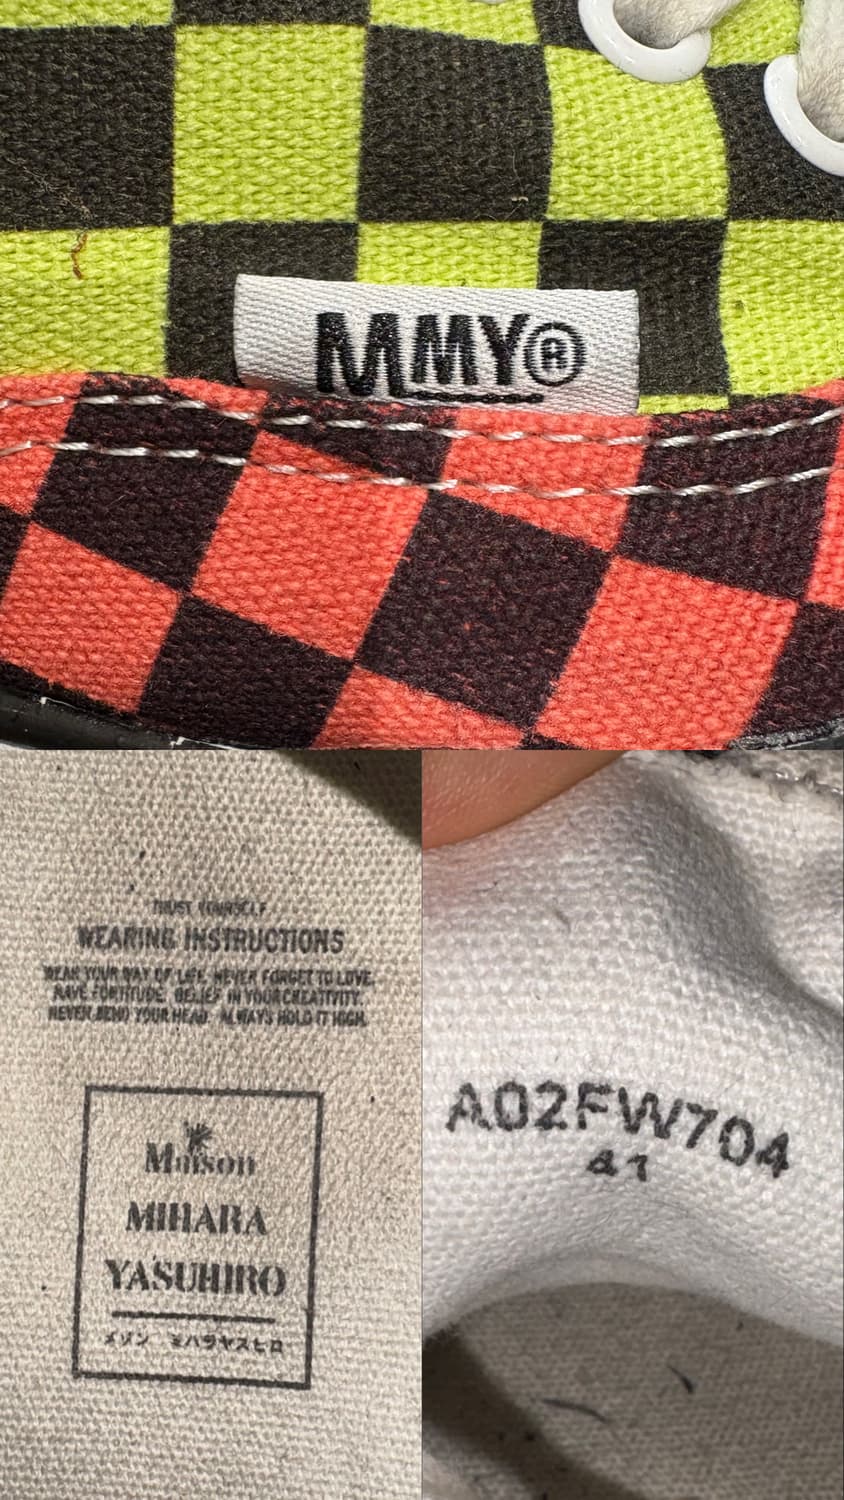 MMY®
TRUST YOURSELF
WEARING INSTRUCTIONS
WEAR YOUR WAY OF LIFE, NEVER FORGET TO LOVE,
HAVE FORTITUDE, BELIEF IN YOUR CREATIVITY.
NEVER BEND YOUR HEAD. ALWAYS HOLD IT HIGH.
Maison
MIHARA
YASUHIRO
メゾン ミハラヤスヒロ
A02FW704
41